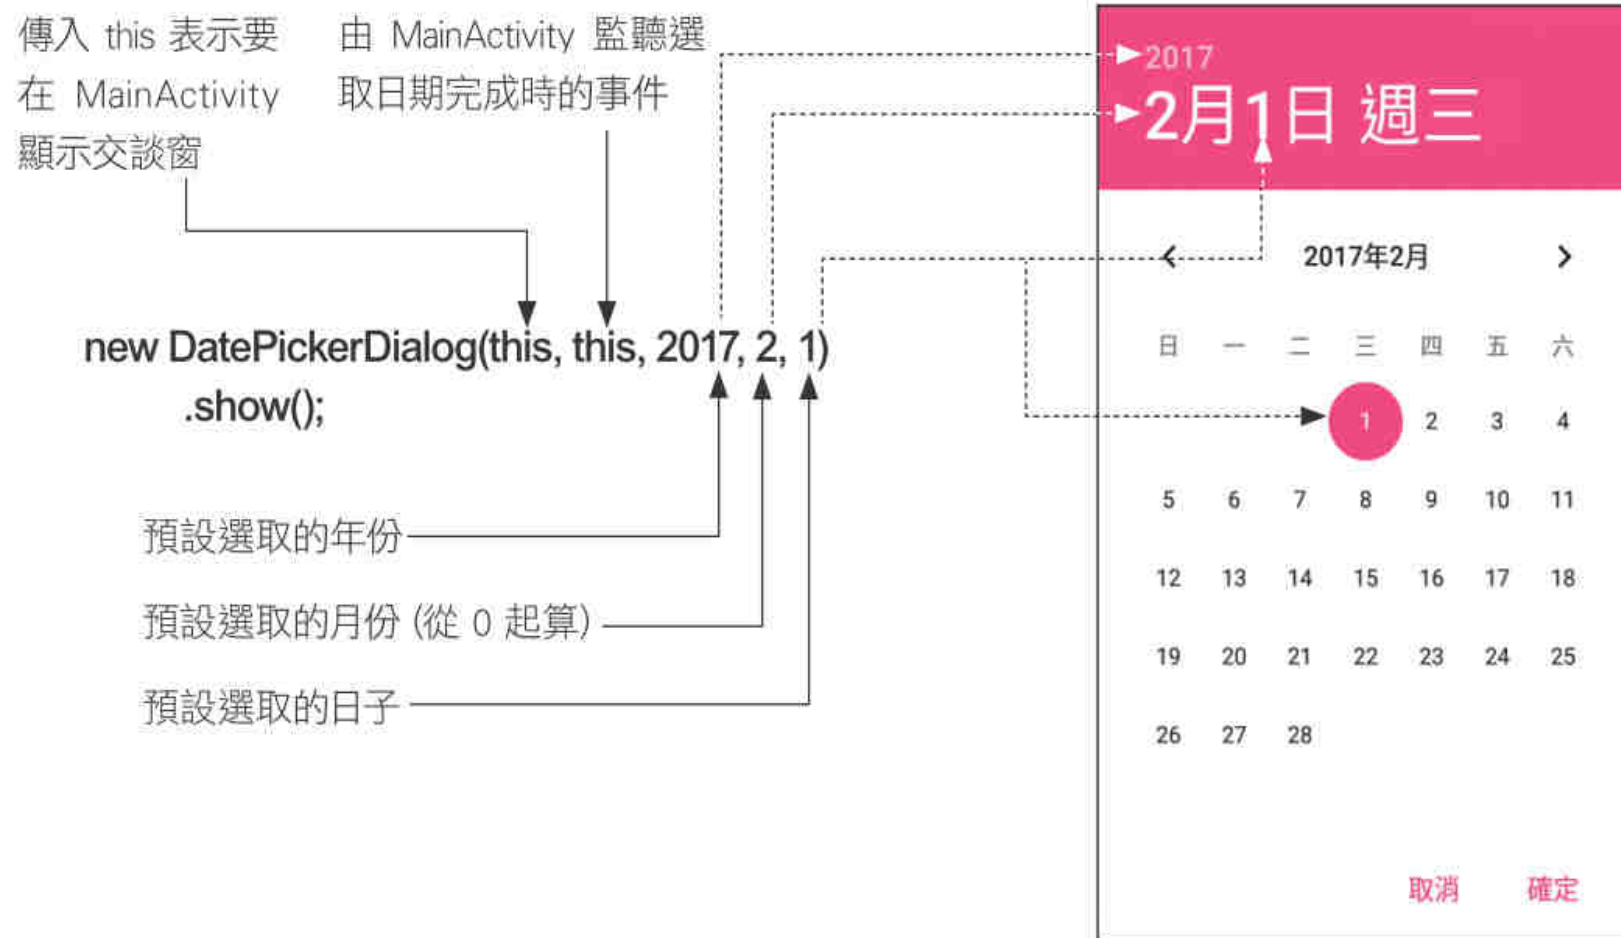 傳入 this 表示要
在 MainActivity
顯示交談窗
由 MainActivity 監聽選
取日期完成時的事件
new DatePickerDialog(this, this, 2017, 2, 1)
.show();
預設選取的年份
預設選取的月份 (從 0 起算)
預設選取的日子
2017
2月1日 週三
2017年2月
日 一 二 三 四 五 六
1 2 3 4
5 6 7 8 9 10 11
12 13 14 15 16 17 18
19 20 21 22 23 24 25
26 27 28
取消 確定